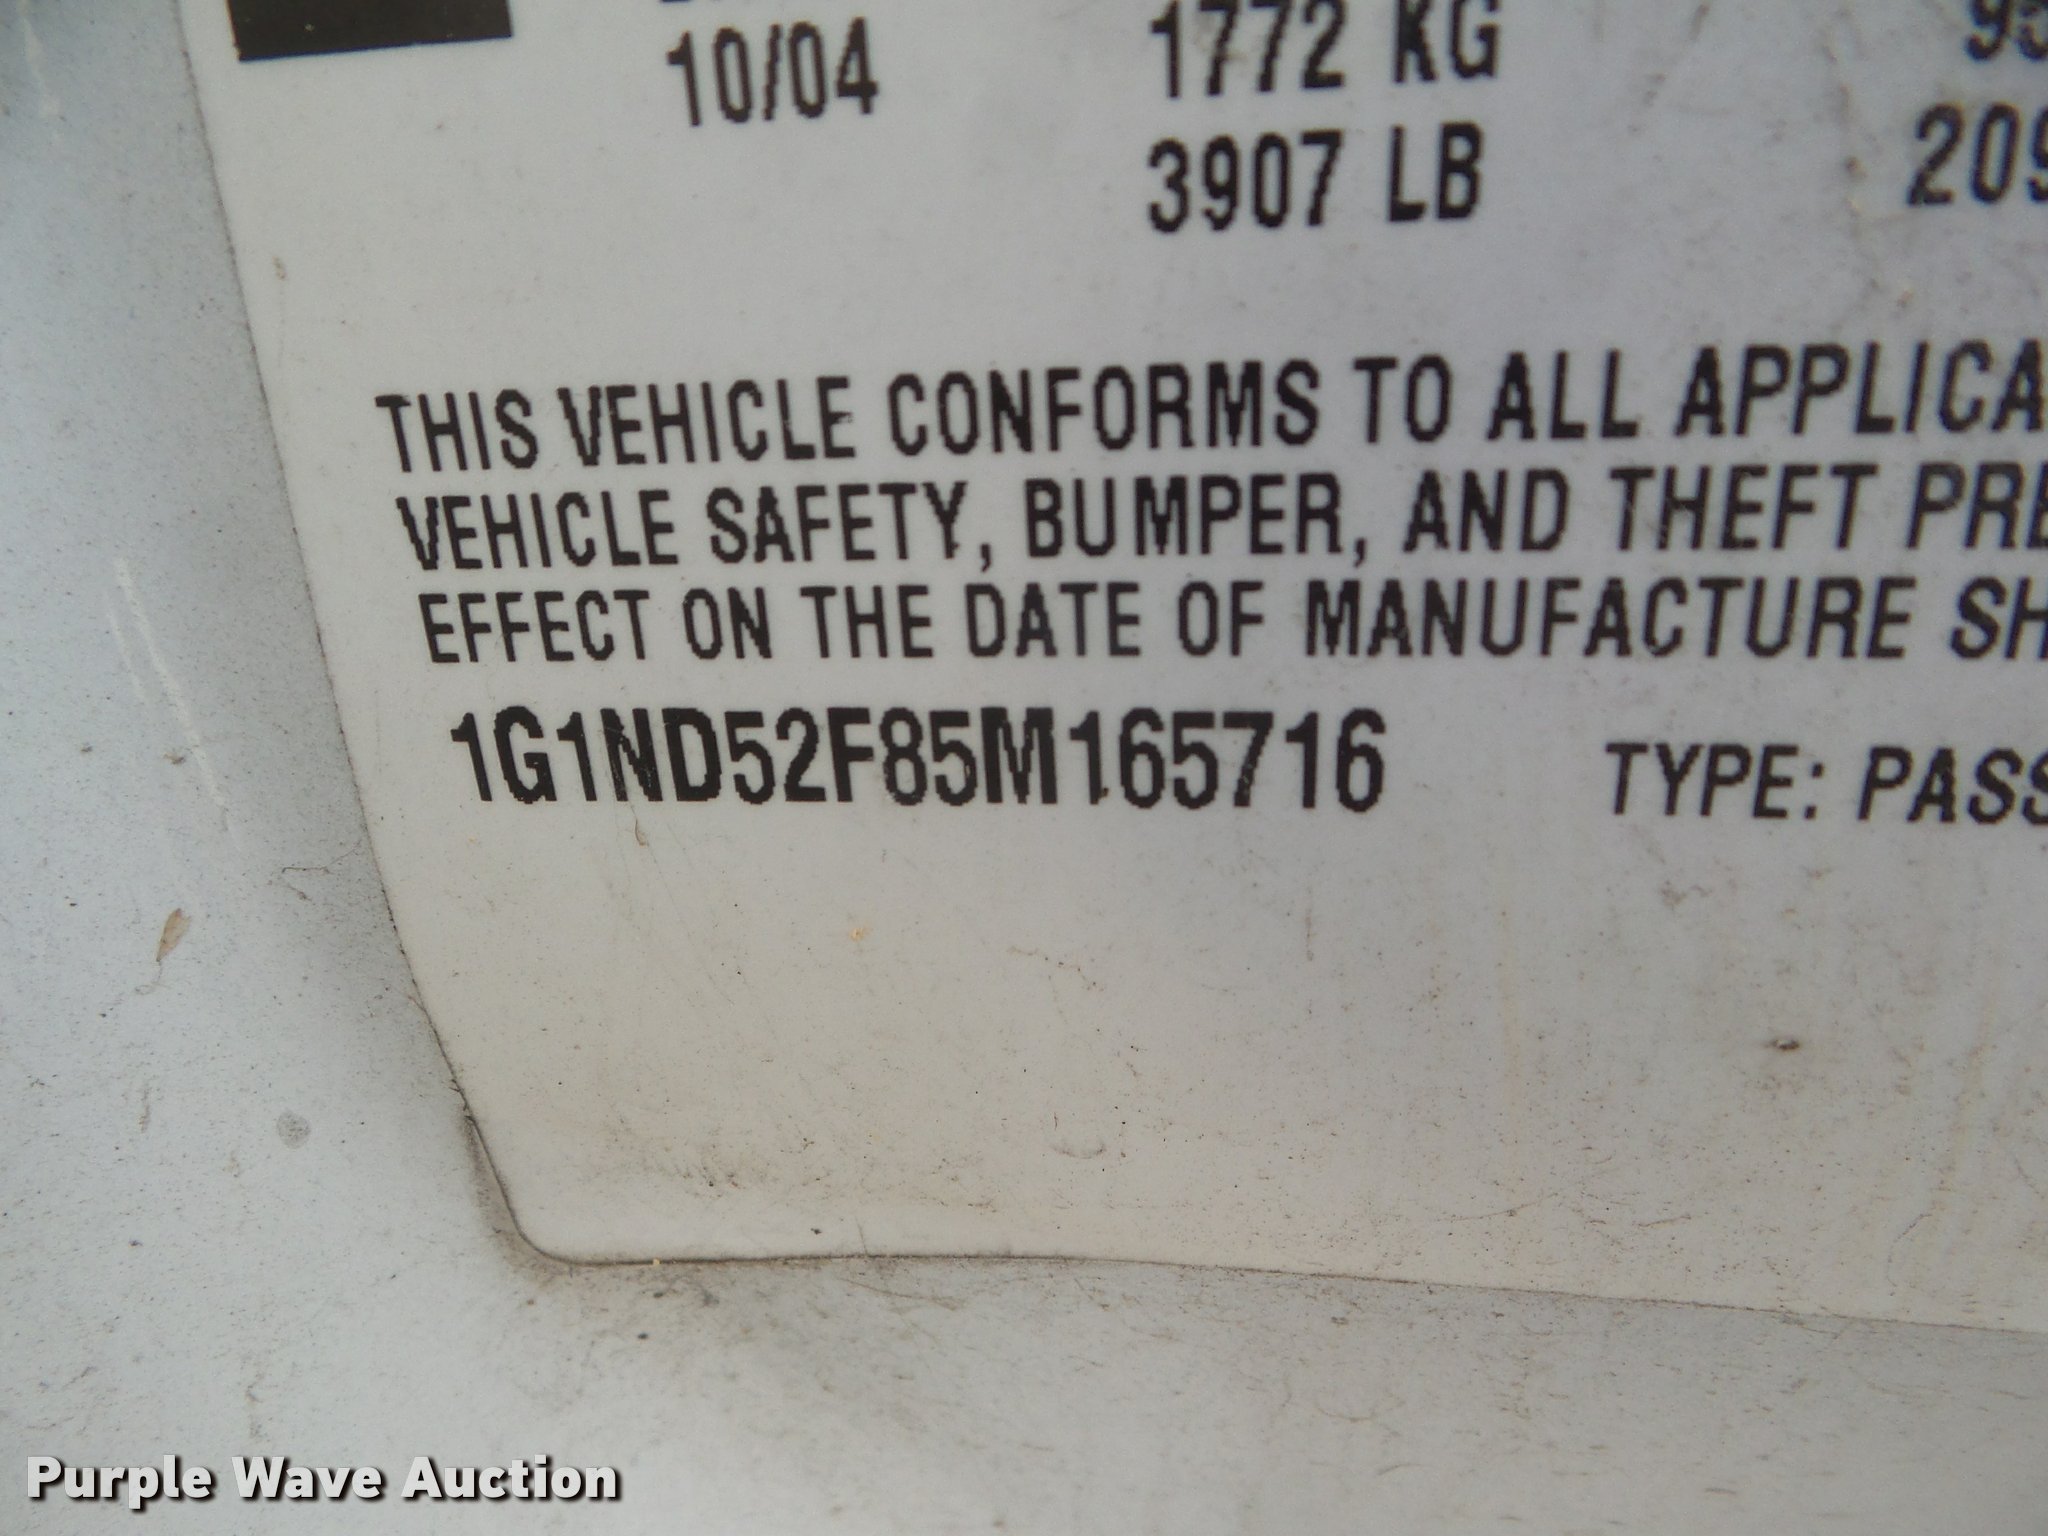 10/04 1772 KG
3907 LB 209
THIS VEHICLE CONFORMS TO ALL APPLICA
VEHICLE SAFETY, BUMPER, AND THEFT PRE
EFFECT ON THE DATE OF MANUFACTURE SH
1G1ND52F85M165716 TYPE: PASS
Purple Wave Auction